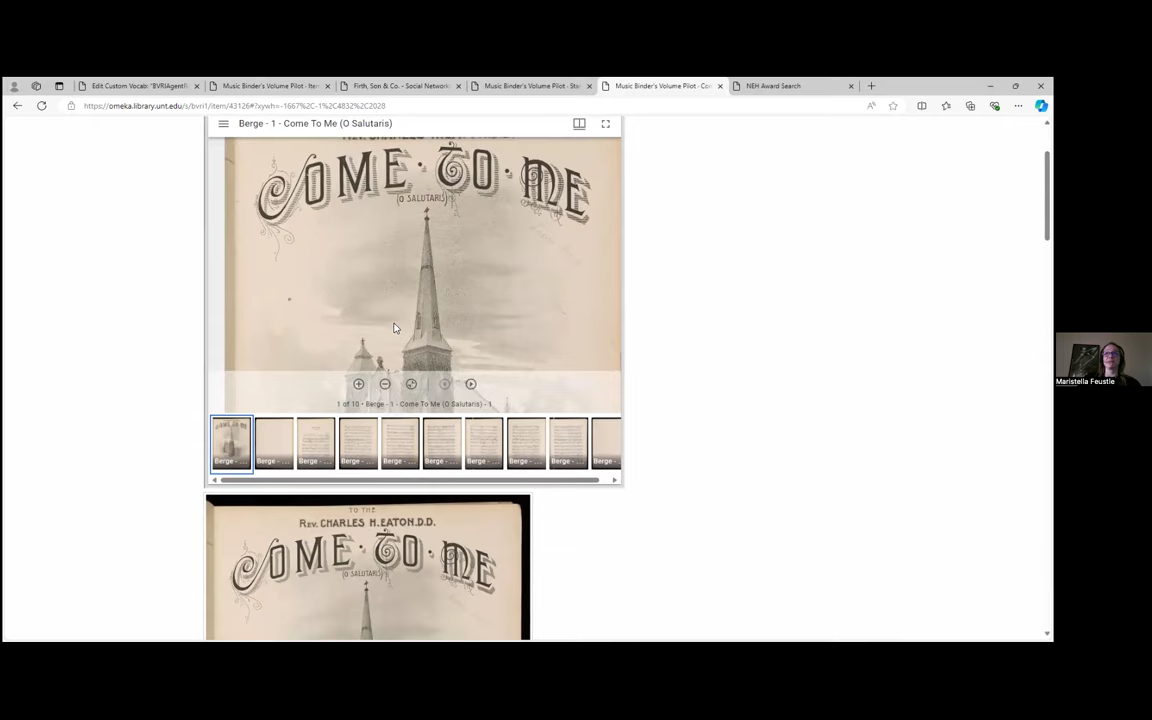 Edit Custom Vocab: "BVRIAgentR
Music Binder's Volume Pilot - Item
Firth, Son & Co. - Social Network
Music Binder's Volume Pilot - Sta
Music Binder's Volume Pilot - Con
NEH Award Search
https://omeka.library.unt.edu/s/bvri1/item/43126#?xywh=-1667%2C-1%2C4832%2C2028
Berge - 1 - Come To Me (O Salutaris)
COME · TO · ME
(O SALUTARIS)
1 of 10 • Berge - 1 - Come To Me (O Salutaris) - 1
Berge - ... Berge - ... Berge - ... Berge - ... Berge - ... Berge - ... Berge - ... Berge - ... Berge - ... Berge -
TO THE
REV. CHARLES H. EATON, D.D.
COME · TO · ME
(O SALUTARIS)
Maristella Feustle